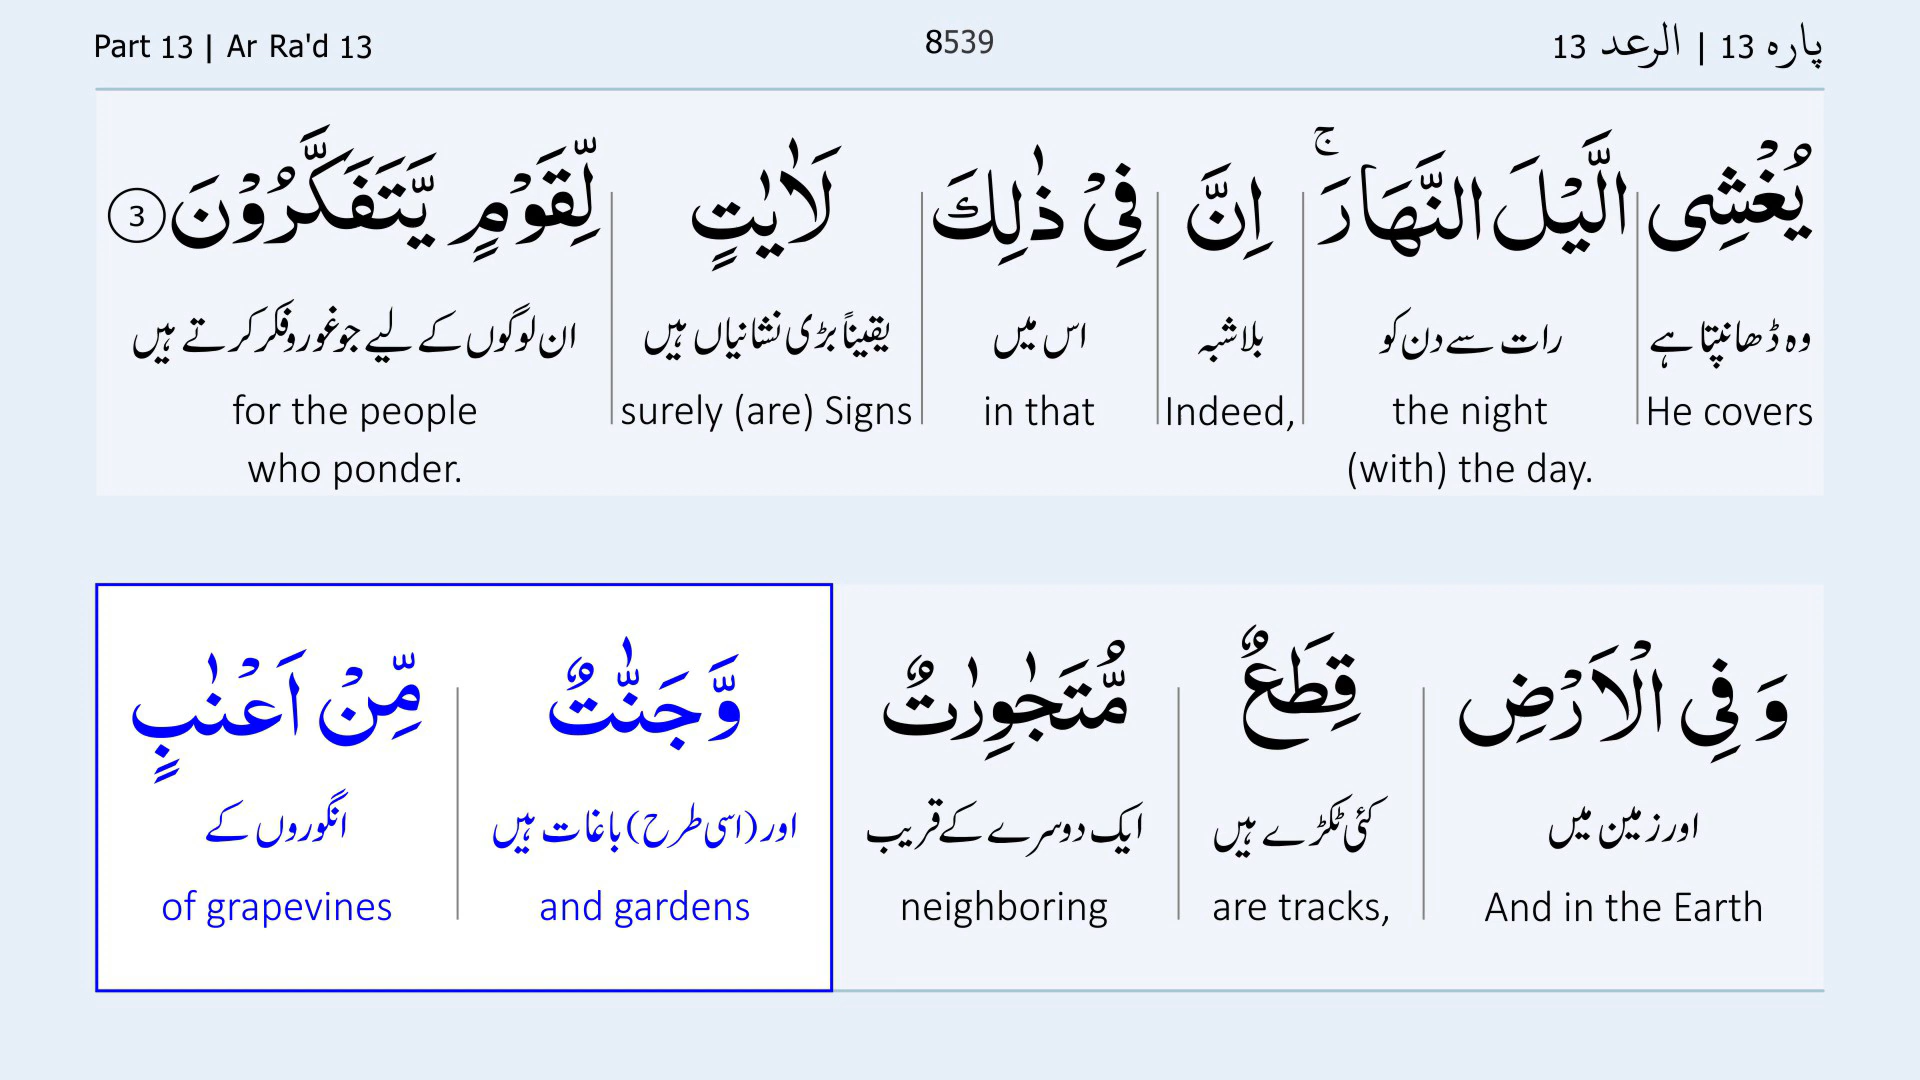 Part 13 | Ar Ra'd 13 8539 پارہ 13 | الرعد 13
يُغْشِى الَّيْلَ النَّهَارَ ۚ اِنَّ فِىْ ذٰلِكَ لَاٰيٰتٍ لِّقَوْمٍ يَّتَفَكَّرُوْنَ 3
وہ ڈھانپتا ہے رات سے دن کو بلاشبہ اس میں یقیناً بڑی نشانیاں ہیں ان لوگوں کے لیے جو غور و فکر کرتے ہیں
He covers the night Indeed, in that surely (are) Signs for the people
(with) the day. who ponder.
وَ فِى الْاَرْضِ قِطَعٌ مُّتَجٰوِرٰتٌ وَّ جَنّٰتٌ مِّنْ اَعْنٰبٍ
اور زمین میں کئی ٹکڑے ہیں ایک دوسرے کے قریب اور (اسی طرح) باغات ہیں انگوروں کے
And in the Earth are tracks, neighboring and gardens of grapevines